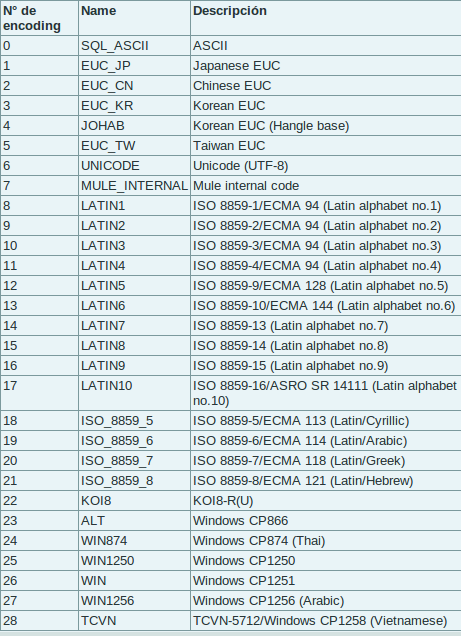 N° de encoding Name Descripción
0 SQL_ASCII ASCII
1 EUC_JP Japanese EUC
2 EUC_CN Chinese EUC
3 EUC_KR Korean EUC
4 JOHAB Korean EUC (Hangle base)
5 EUC_TW Taiwan EUC
6 UNICODE Unicode (UTF-8)
7 MULE_INTERNAL Mule internal code
8 LATIN1 ISO 8859-1/ECMA 94 (Latin alphabet no.1)
9 LATIN2 ISO 8859-2/ECMA 94 (Latin alphabet no.2)
10 LATIN3 ISO 8859-3/ECMA 94 (Latin alphabet no.3)
11 LATIN4 ISO 8859-4/ECMA 94 (Latin alphabet no.4)
12 LATIN5 ISO 8859-9/ECMA 128 (Latin alphabet no.5)
13 LATIN6 ISO 8859-10/ECMA 144 (Latin alphabet no.6)
14 LATIN7 ISO 8859-13 (Latin alphabet no.7)
15 LATIN8 ISO 8859-14 (Latin alphabet no.8)
16 LATIN9 ISO 8859-15 (Latin alphabet no.9)
17 LATIN10 ISO 8859-16/ASRO SR 14111 (Latin alphabet
no.10)
18 ISO_8859_5 ISO 8859-5/ECMA 113 (Latin/Cyrillic)
19 ISO_8859_6 ISO 8859-6/ECMA 114 (Latin/Arabic)
20 ISO_8859_7 ISO 8859-7/ECMA 118 (Latin/Greek)
21 ISO_8859_8 ISO 8859-8/ECMA 121 (Latin/Hebrew)
22 KOI8 KOI8-R(U)
23 ALT Windows CP866
24 WIN874 Windows CP874 (Thai)
25 WIN1250 Windows CP1250
26 WIN Windows CP1251
27 WIN1256 Windows CP1256 (Arabic)
28 TCVN TCVN-5712/Windows CP1258 (Vietnamese)